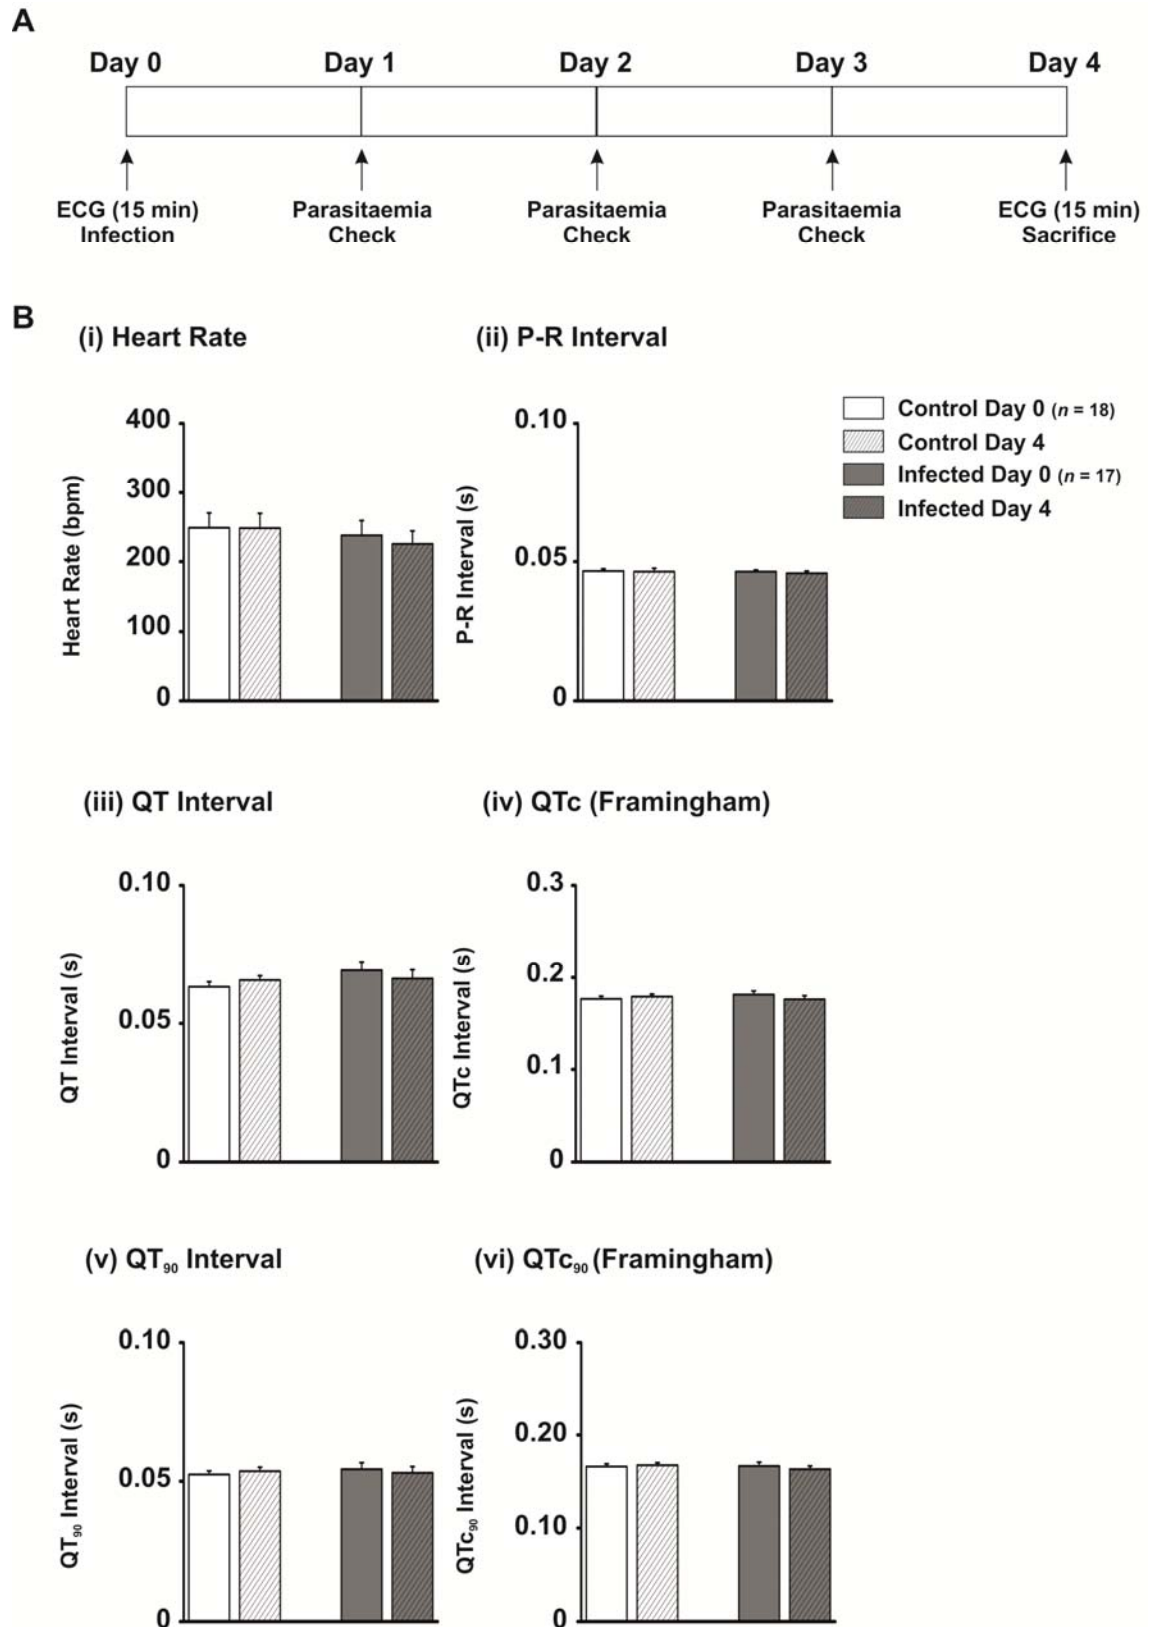 A
Day 0 Day 1 Day 2 Day 3 Day 4
ECG (15 min) Parasitaemia Parasitaemia Parasitaemia ECG (15 min)
Infection Check Check Check Sacrifice
B
(i) Heart Rate
400
300
200
100
0
Heart Rate (bpm)
(ii) P-R Interval
0.10
0.05
0
P-R Interval (s)
Control Day 0 (n = 18)
Control Day 4
Infected Day 0 (n = 17)
Infected Day 4
(iii) QT Interval
0.10
0.05
0
QT Interval (s)
(iv) QTc (Framingham)
0.3
0.2
0.1
0
QTc Interval (s)
(v) QT₉₀ Interval
0.10
0.05
0
QT₉₀ Interval (s)
(vi) QTc₉₀ (Framingham)
0.30
0.20
0.10
0
QTc₉₀ Interval (s)